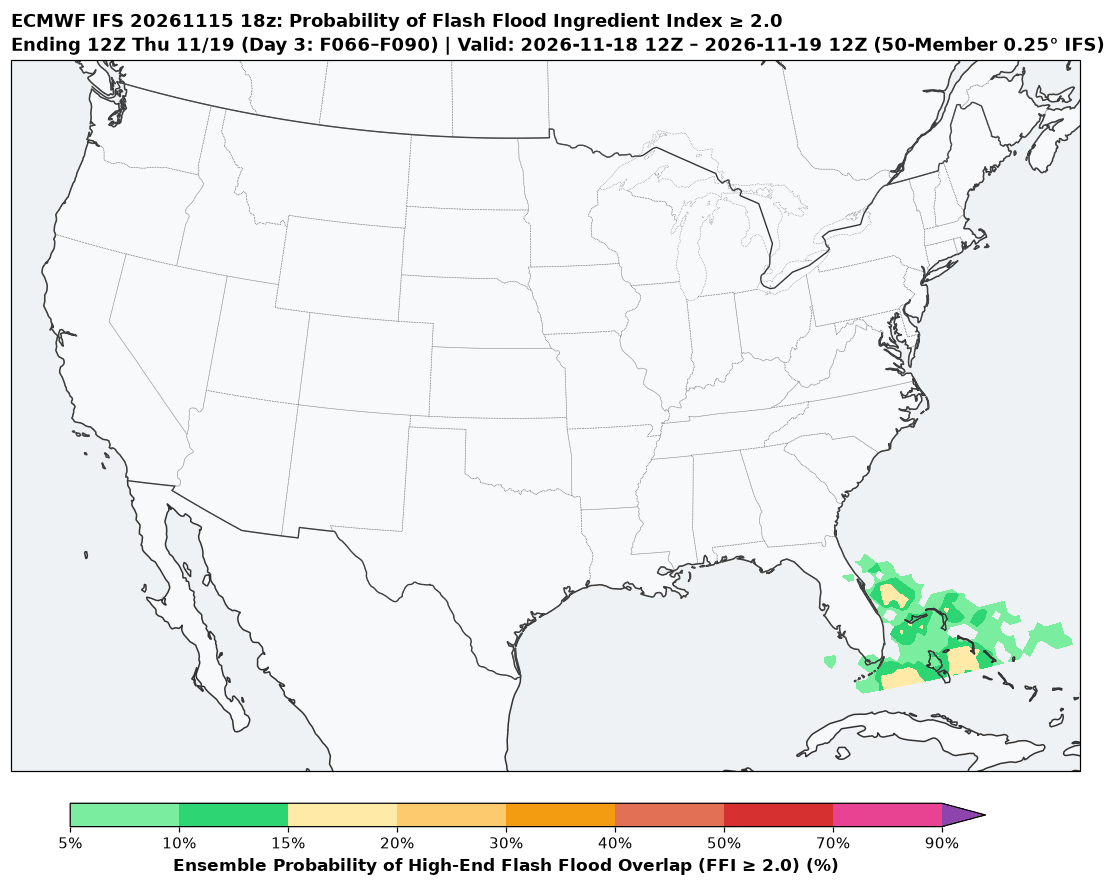 ECMWF IFS 20261115 18z: Probability of Flash Flood Ingredient Index ≥ 2.0
Ending 12Z Thu 11/19 (Day 3: F066–F090) | Valid: 2026-11-18 12Z – 2026-11-19 12Z (50-Member 0.25° IFS)
5% 10% 15% 20% 30% 40% 50% 70% 90%
Ensemble Probability of High-End Flash Flood Overlap (FFI ≥ 2.0) (%)